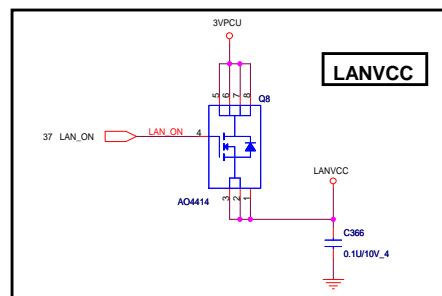 3VPCU
LANVCC
5 6 7 8
Q8
37 LAN_ON
LAN_ON
4
LANVCC
3 2 1
AO4414
C366
0.1U/10V_4